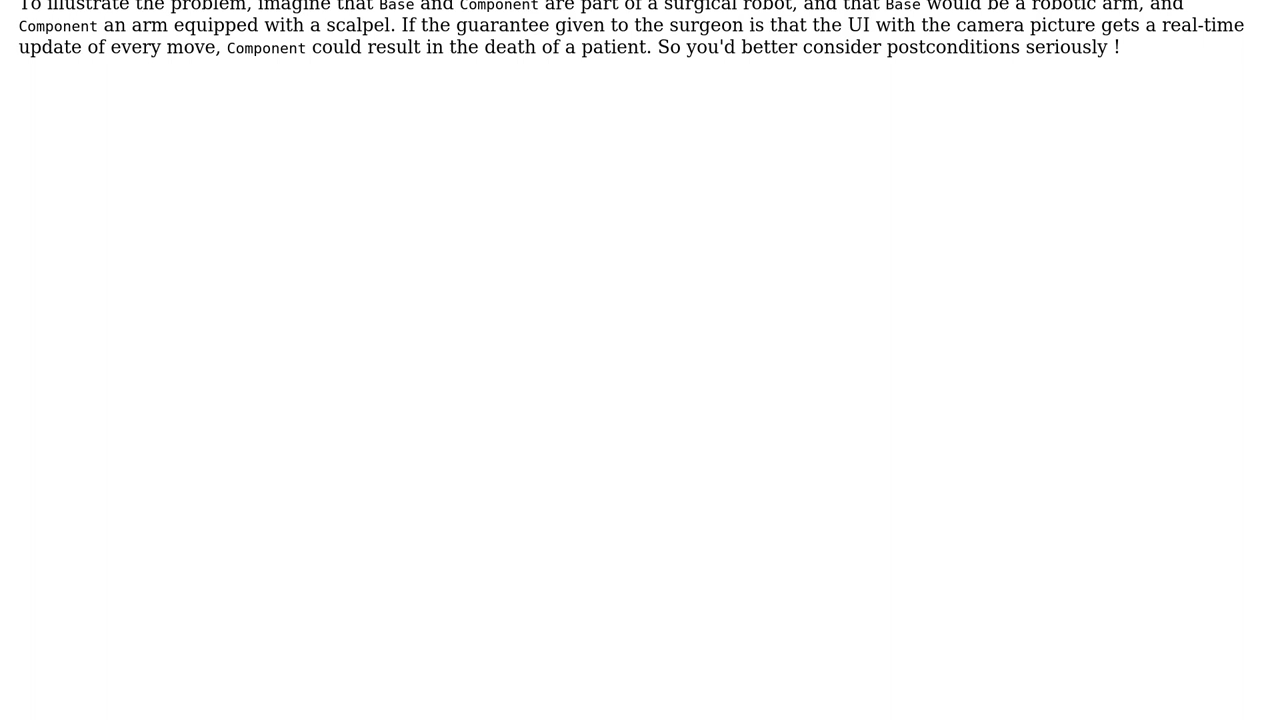 To illustrate the problem, imagine that Base and Component are part of a surgical robot, and that Base would be a robotic arm, and
Component an arm equipped with a scalpel. If the guarantee given to the surgeon is that the UI with the camera picture gets a real-time
update of every move, Component could result in the death of a patient. So you'd better consider postconditions seriously !